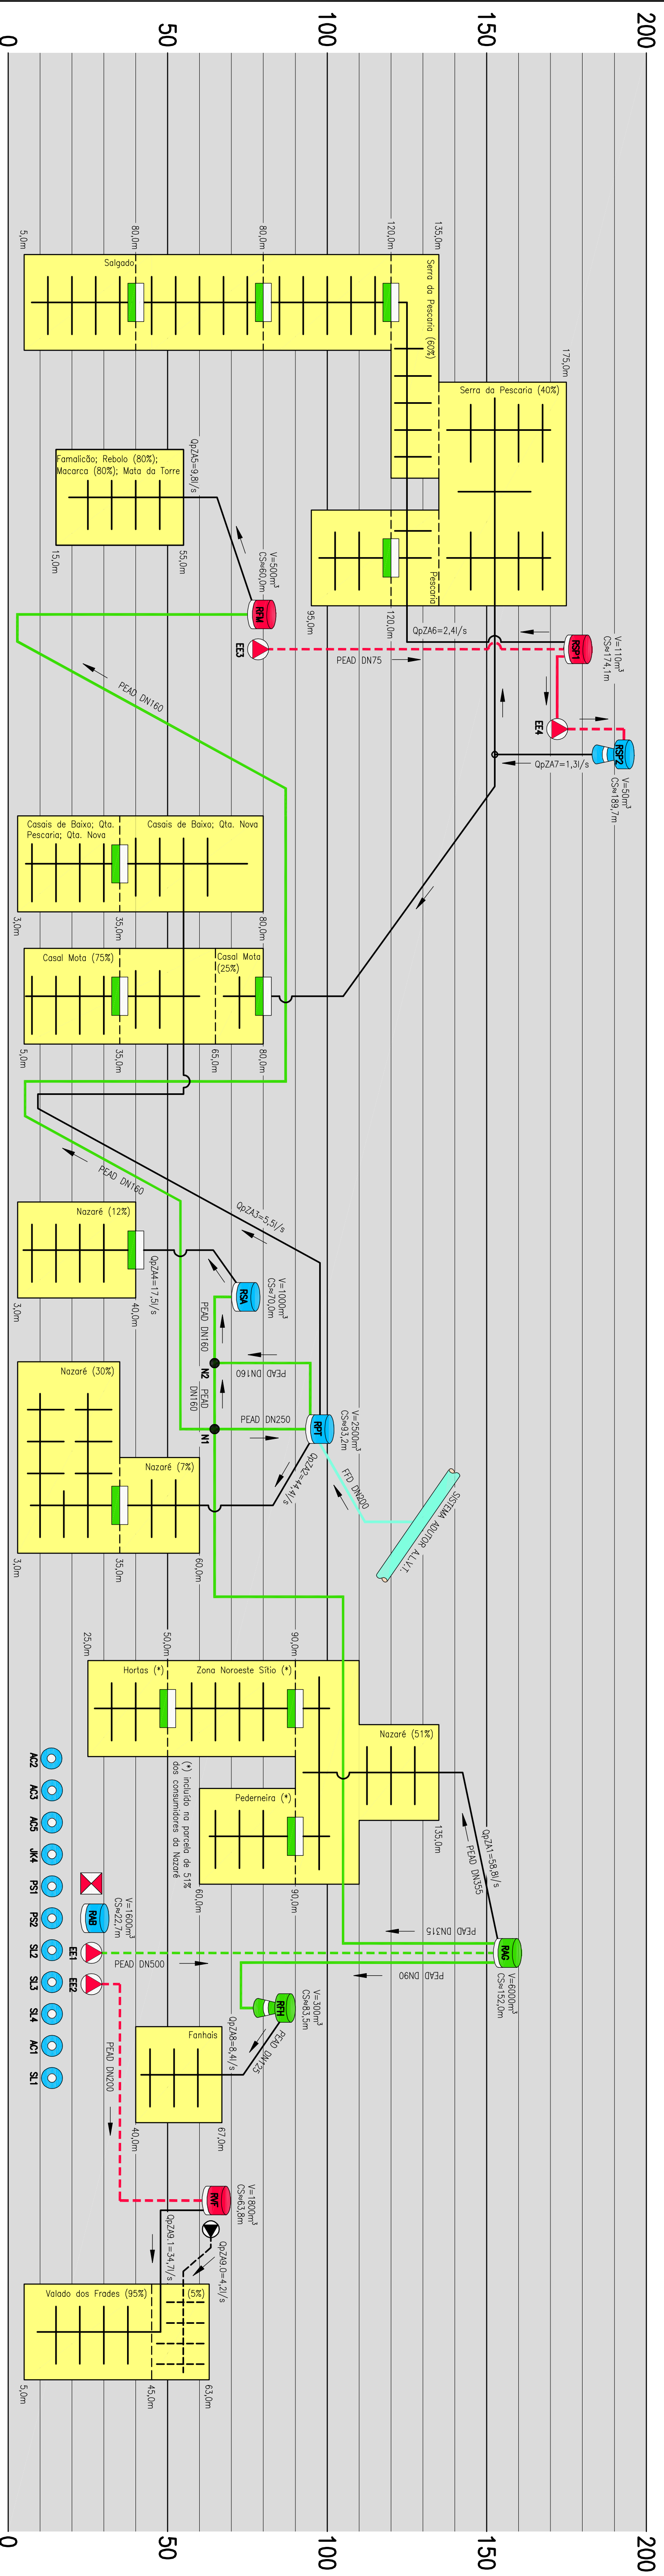 0
50
100
150
200
5,0m
80,0m
80,0m
120,0m
135,0m
175,0m
Salgado
Serra da Pescaria (60%)
Serra da Pescaria (40%)
Pescaria
95,0m
120,0m
Famalicão; Rebolo (80%);
Macarca (80%); Mata da Torre
15,0m
55,0m
QpZA5=9,8l/s
V=500m³
CS≈60,0m
RFM
EE3
PEAD DN75
QpZA6=2,4l/s
V=110m³
CS≈174,1m
RSP1
EE4
RSP2
V=50m³
CS≈189,7m
QpZA7=1,3l/s
PEAD DN160
Casais de Baixo; Qta.
Pescaria; Qta. Nova
Casais de Baixo; Qta. Nova
3,0m
35,0m
80,0m
Casal Mota (75%)
Casal Mota
(25%)
5,0m
35,0m
65,0m
80,0m
PEAD DN160
QpZA3=5,5l/s
Nazaré (12%)
3,0m
40,0m
QpZA4=17,5l/s
V=1000m³
CS≈70,0m
RSA
PEAD DN160
N2
PEAD DN160
PEAD
DN160
N1
PEAD DN250
V=2500m³
CS≈93,2m
RPT
QpZA2=44,4l/s
FFD DN200
SISTEMA ADUTOR A.L.V.T.
Nazaré (30%)
Nazaré (7%)
3,0m
35,0m
60,0m
25,0m
50,0m
90,0m
Hortas (*)
Zona Noroeste Sítio (*)
Nazaré (51%)
135,0m
Pederneira (*)
60,0m
90,0m
(*) incluído na parcela de 51%
dos consumidores da Nazaré
QpZA1=58,8l/s
PEAD DN355
PEAD DN315
RAG
V=6000m³
CS≈152,0m
PEAD DN90
PEAD DN500
V=300m³
CS≈83,5m
RFH
PEAD DN125
QpZA8=8,4l/s
Fanhais
40,0m
67,0m
AC2
AC3
AC5
JK4
PS1
PS2
SL2
SL3
SL4
AC1
SL1
V=1600m³
CS≈22,7m
RAB
EE1
EE2
PEAD DN200
V=1800m³
CS≈63,8m
RVF
QpZA9.1=34,7l/s
QpZA9.0=4,2l/s
Valado dos Frades (95%)
(5%)
5,0m
45,0m
63,0m
0
50
100
150
200